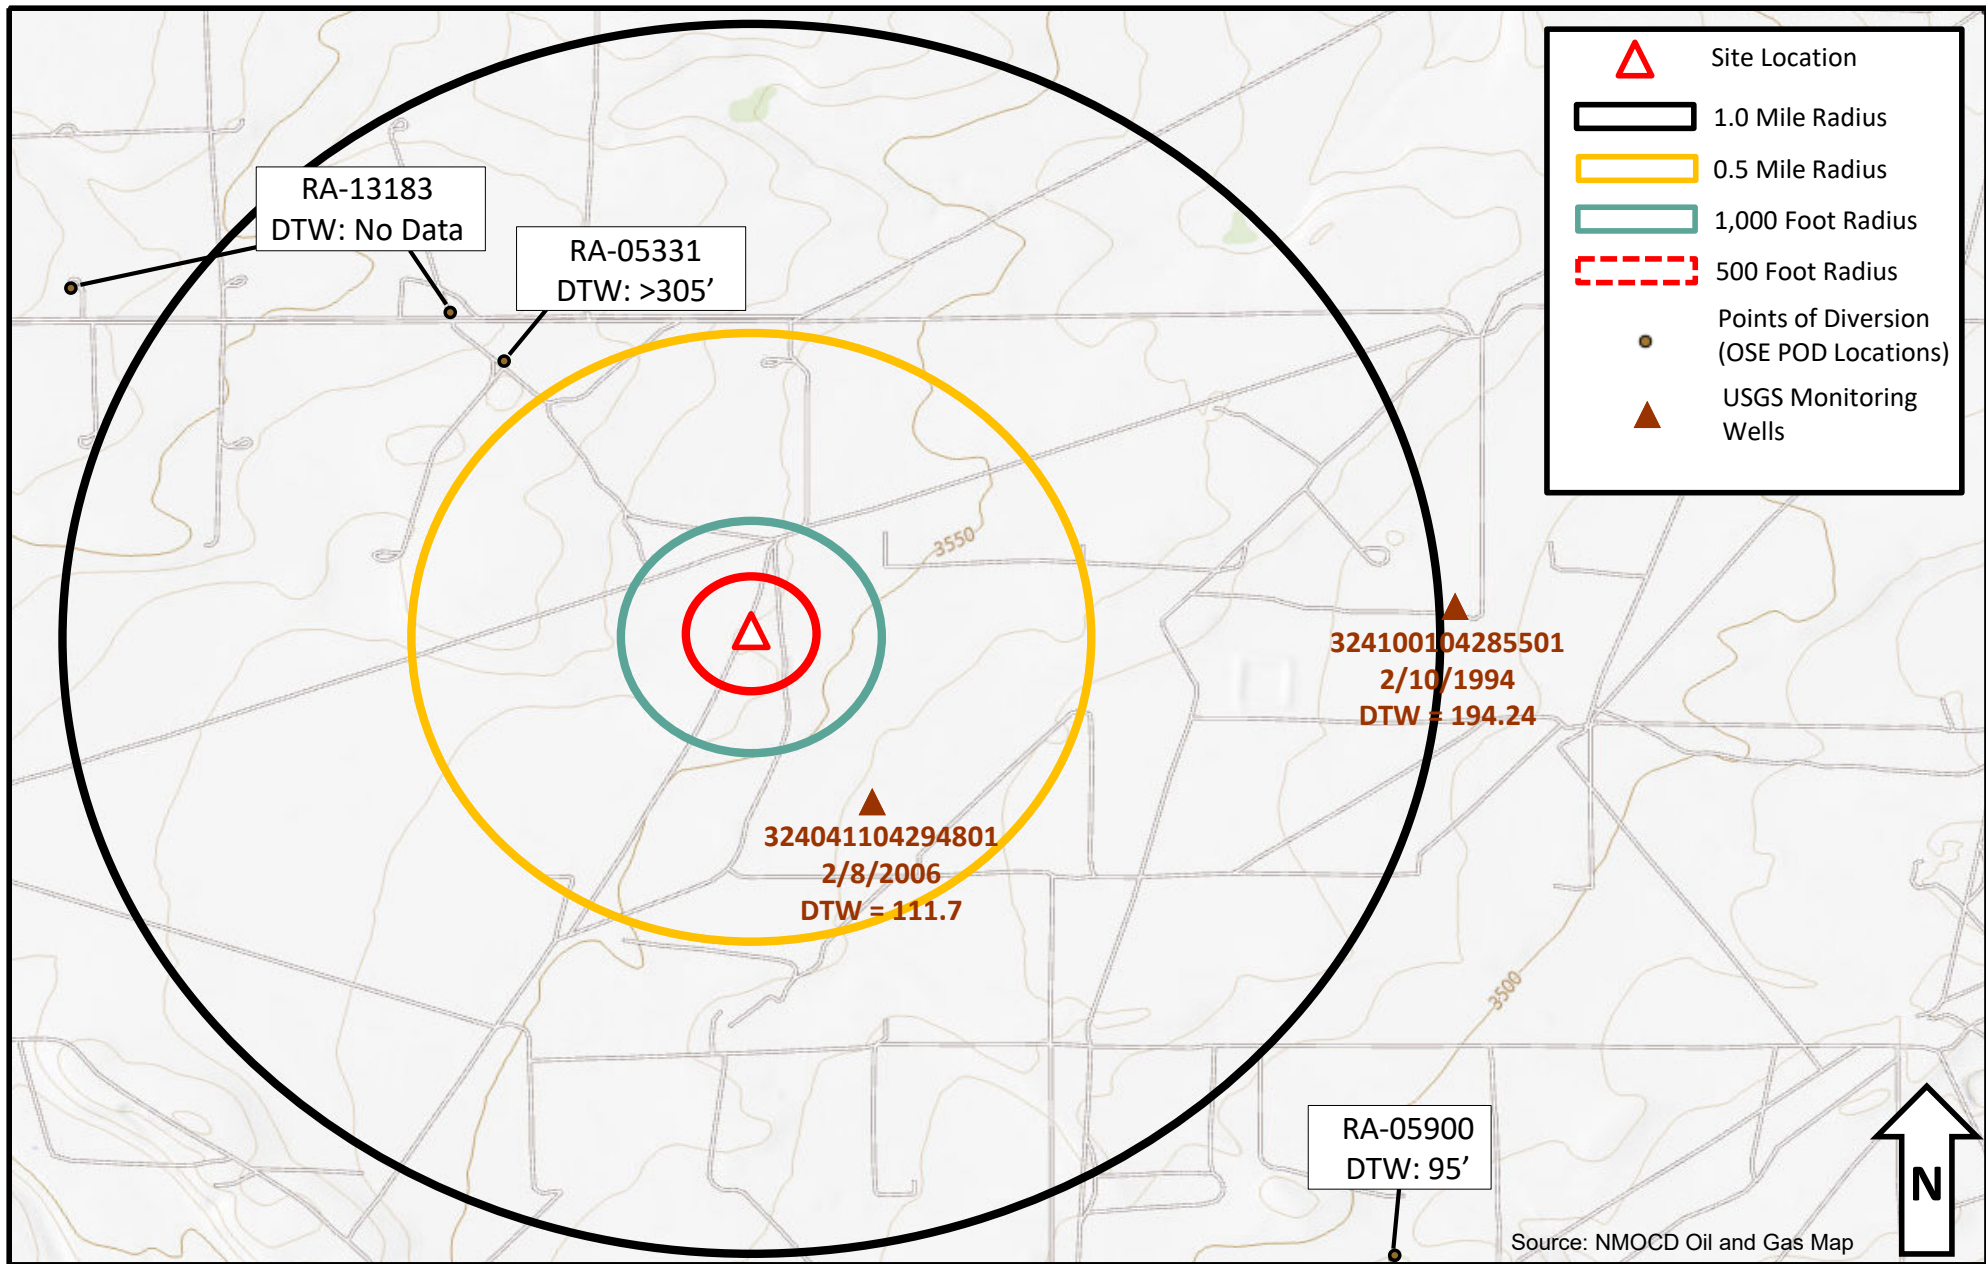 Site Location
1.0 Mile Radius
0.5 Mile Radius
1,000 Foot Radius
500 Foot Radius
Points of Diversion
(OSE POD Locations)
USGS Monitoring
Wells
RA-13183
DTW: No Data
RA-05331
DTW: >305’
3550
324100104285501
2/10/1994
DTW = 194.24
324041104294801
2/8/2006
DTW = 111.7
3500
RA-05900
DTW: 95’
N
Source: NMOCD Oil and Gas Map